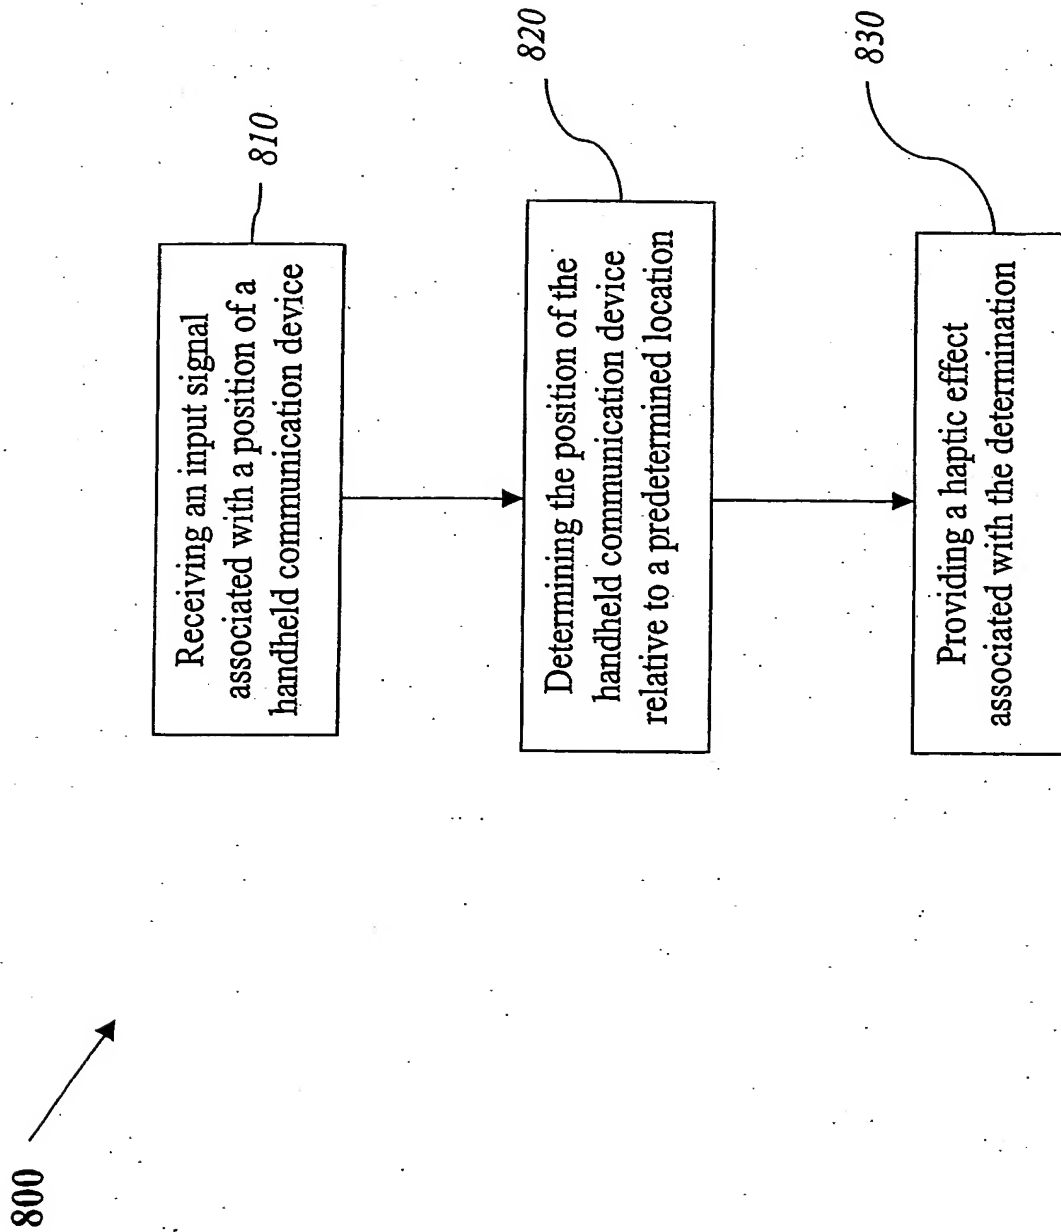 800
Receiving an input signal
associated with a position of a
handheld communication device
810
Determining the position of the
handheld communication device
relative to a predetermined location
820
Providing a haptic effect
associated with the determination
830